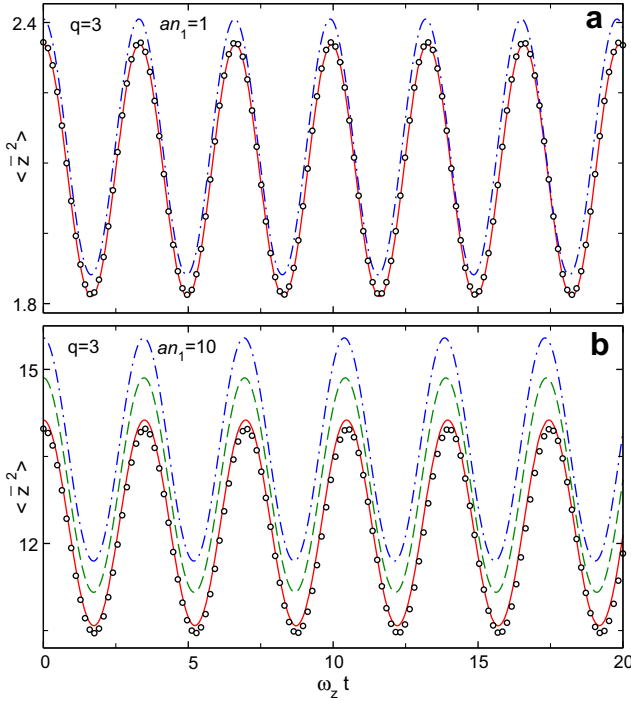 2.4
q=3
an₁=1
a
< z̄ ² >
1.8
q=3
an₁=10
b
15
< z̄ ² >
12
0
5
10
15
20
ω_z t